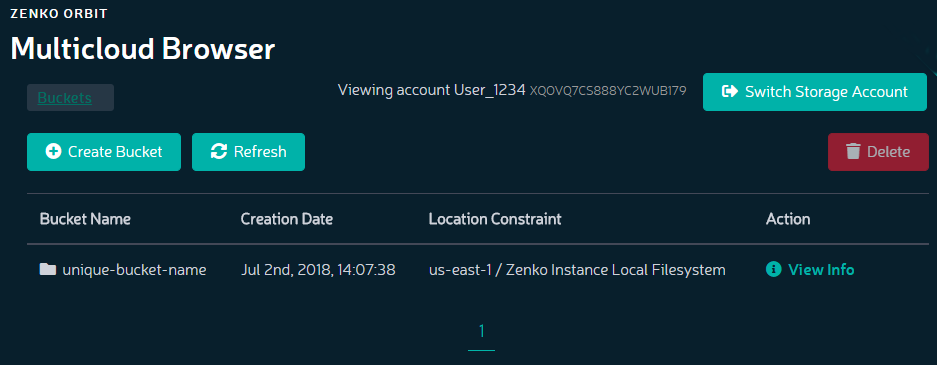 ZENKO ORBIT
Multicloud Browser
Buckets
Viewing account User_1234 XQOVQ7CS888YC2WUB179
Switch Storage Account
Create Bucket
Refresh
Delete
Bucket Name Creation Date Location Constraint Action
unique-bucket-name Jul 2nd, 2018, 14:07:38 us-east-1 / Zenko Instance Local Filesystem View Info
1